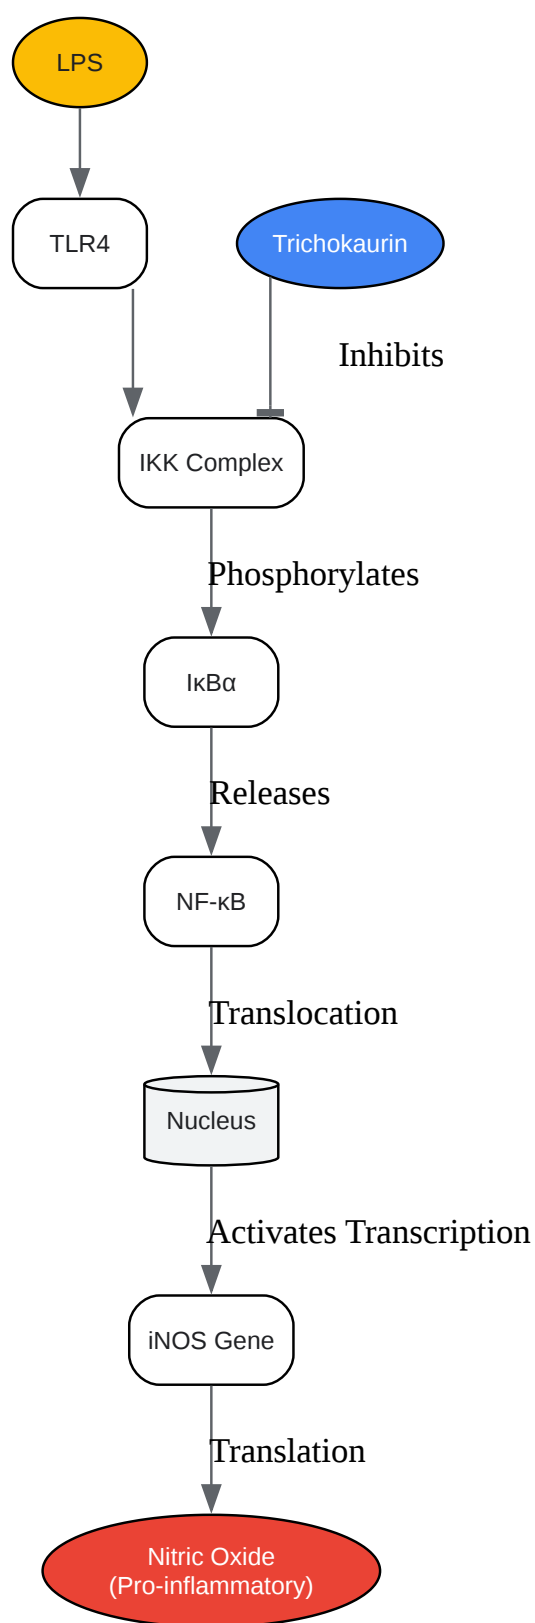 LPS
TLR4
Trichokaurin
Inhibits
IKK Complex
Phosphorylates
IκBα
Releases
NF-κB
Translocation
Nucleus
Activates Transcription
iNOS Gene
Translation
Nitric Oxide
(Pro-inflammatory)